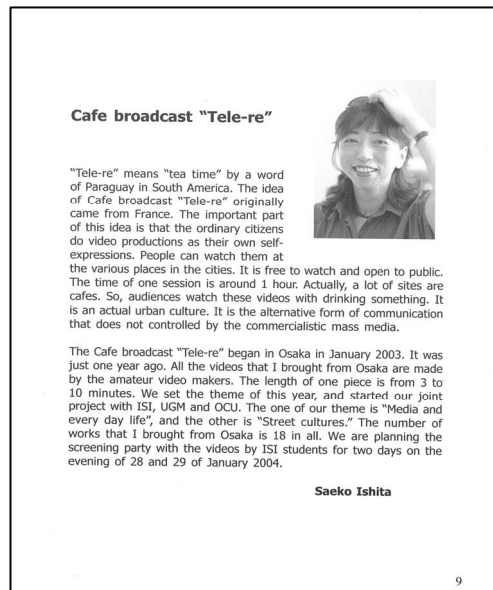 Cafe broadcast “Tele-re”
“Tele-re” means “tea time” by a word
of Paraguay in South America. The idea
of Cafe broadcast “Tele-re” originally
came from France. The important part
of this idea is that the ordinary citizens
do video productions as their own self-
expressions. People can watch them at
the various places in the cities. It is free to watch and open to public.
The time of one session is around 1 hour. Actually, a lot of sites are
cafes. So, audiences watch these videos with drinking something. It
is an actual urban culture. It is the alternative form of communication
that does not controlled by the commercialistic mass media.
The Cafe broadcast “Tele-re” began in Osaka in January 2003. It was
just one year ago. All the videos that I brought from Osaka are made
by the amateur video makers. The length of one piece is from 3 to
10 minutes. We set the theme of this year, and started our joint
project with ISI, UGM and OCU. The one of our theme is “Media and
every day life”, and the other is “Street cultures.” The number of
works that I brought from Osaka is 18 in all. We are planning the
screening party with the videos by ISI students for two days on the
evening of 28 and 29 of January 2004.
Saeko Ishita
9